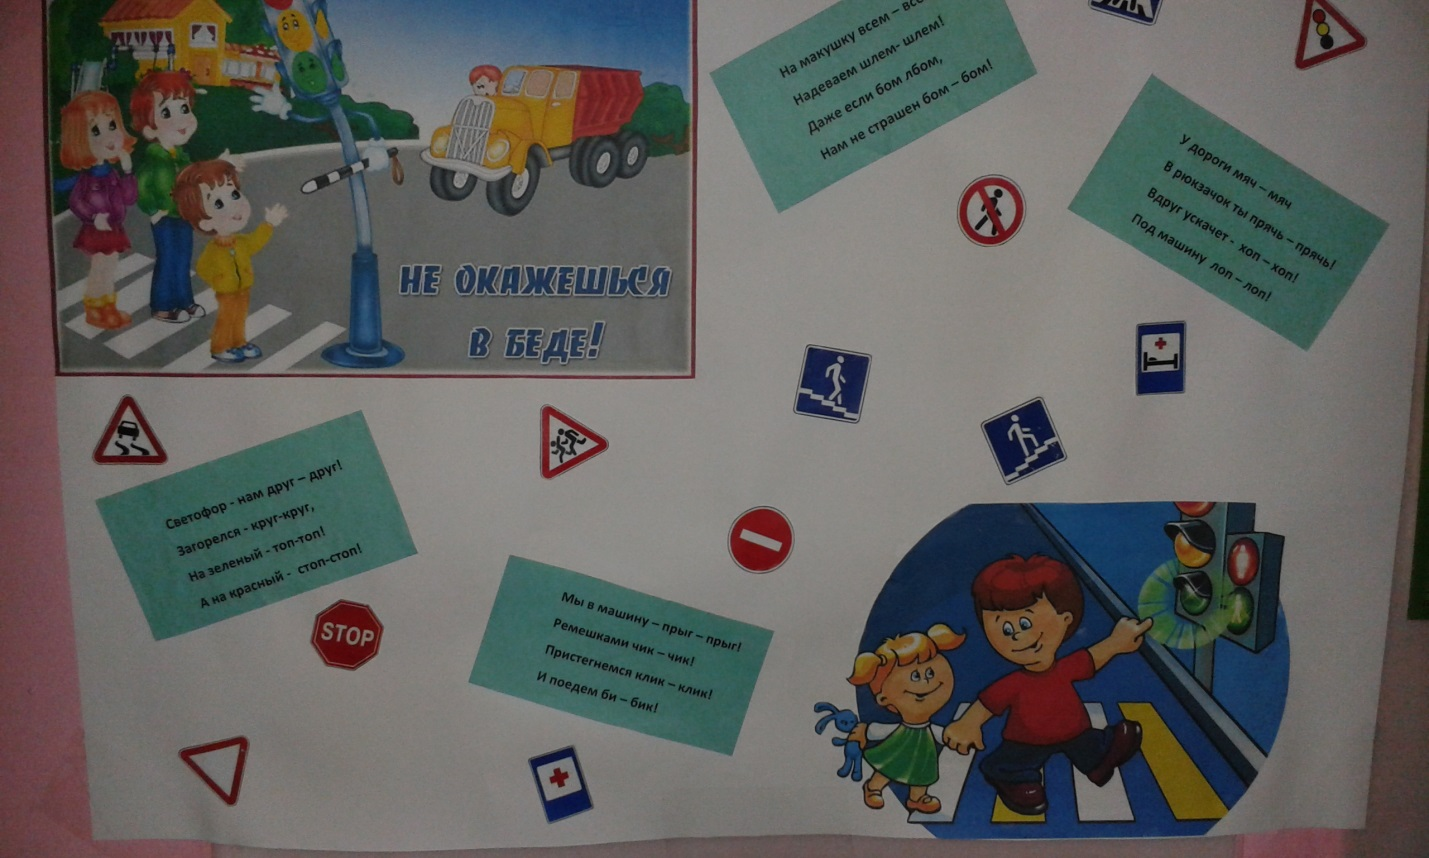 НЕ ОКАЖЕШЬСЯ
В БЕДЕ!
На макушку всем – все
Надеваем шлем- шлем!
Даже если бом лбом,
Нам не страшен бом – бом!
У дороги мяч – мяч
В рюкзачок ты прячь – прячь!
Вдруг ускачет - хоп – хоп!
Под машину лоп – лоп!
Светофор - нам друг – друг!
Загорелся - круг-круг,
На зеленый - топ-топ!
А на красный - стоп-стоп!
STOP
Мы в машину – прыг – прыг!
Ремешками чик – чик!
Пристегнемся клик – клик!
И поедем би – бик!